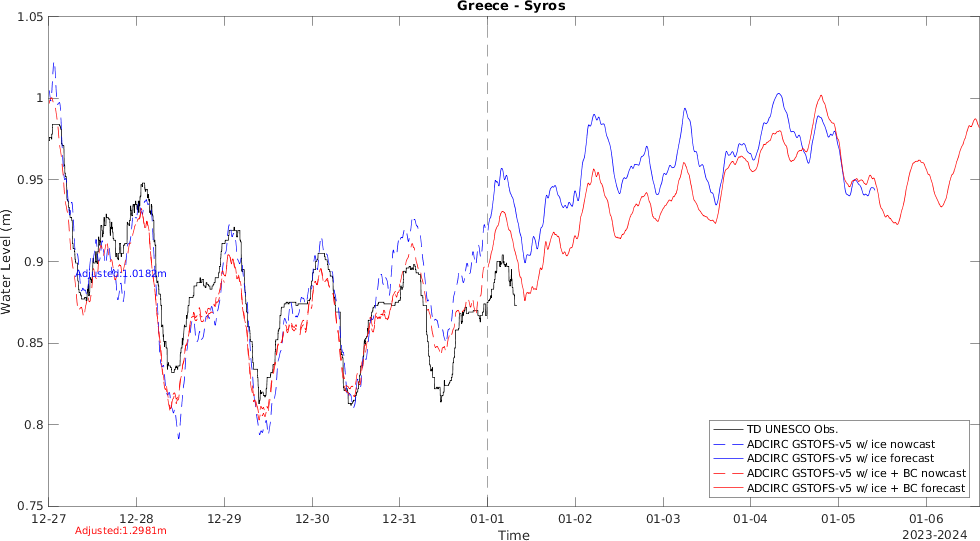 Greece - Syros
1.05
1
0.95
0.9
0.85
0.8
0.75
Water Level (m)
Adjusted:1.0182m
Adjusted:1.2981m
TD UNESCO Obs.
ADCIRC GSTOFS-v5 w/ ice nowcast
ADCIRC GSTOFS-v5 w/ ice forecast
ADCIRC GSTOFS-v5 w/ ice + BC nowcast
ADCIRC GSTOFS-v5 w/ ice + BC forecast
12-27 12-28 12-29 12-30 12-31 01-01 01-02 01-03 01-04 01-05 01-06
Time
2023-2024